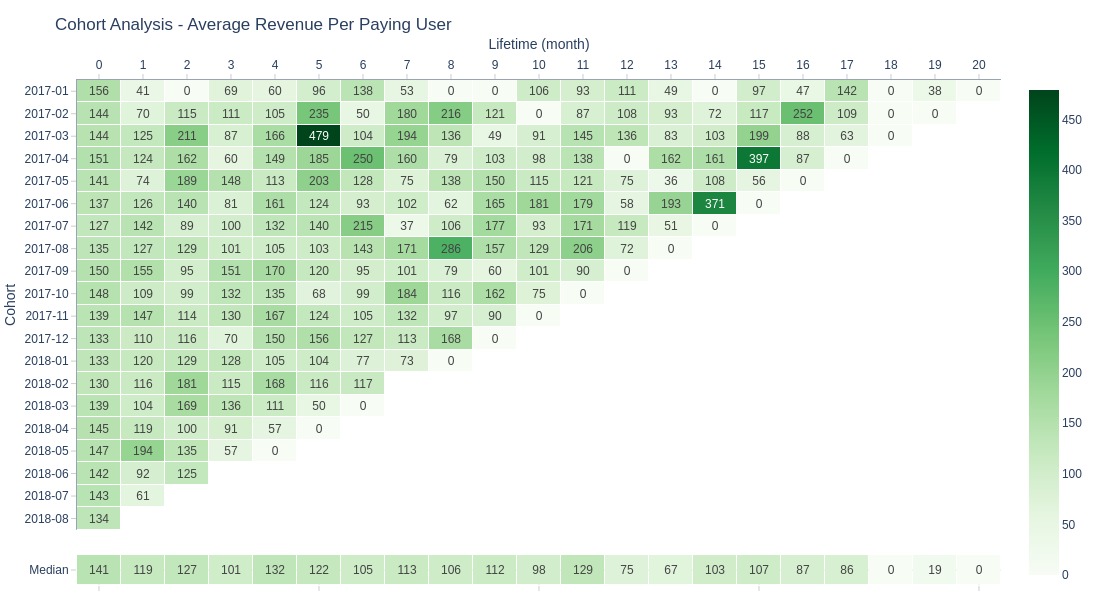 Cohort Analysis - Average Revenue Per Paying User
Lifetime (month)
0 1 2 3 4 5 6 7 8 9 10 11 12 13 14 15 16 17 18 19 20
2017-01 156 41 0 69 60 96 138 53 0 0 106 93 111 49 0 97 47 142 0 38 0
2017-02 144 70 115 111 105 235 50 180 216 121 0 87 108 93 72 117 252 109 0 0
2017-03 144 125 211 87 166 479 104 194 136 49 91 145 136 83 103 199 88 63 0
2017-04 151 124 162 60 149 185 250 160 79 103 98 138 0 162 161 397 87 0
2017-05 141 74 189 148 113 203 128 75 138 150 115 121 75 36 108 56 0
2017-06 137 126 140 81 161 124 93 102 62 165 181 179 58 193 371 0
2017-07 127 142 89 100 132 140 215 37 106 177 93 171 119 51 0
2017-08 135 127 129 101 105 103 143 171 286 157 129 206 72 0
2017-09 150 155 95 151 170 120 95 101 79 60 101 90 0
2017-10 148 109 99 132 135 68 99 184 116 162 75 0
2017-11 139 147 114 130 167 124 105 132 97 90 0
2017-12 133 110 116 70 150 156 127 113 168 0
2018-01 133 120 129 128 105 104 77 73 0
2018-02 130 116 181 115 168 116 117
2018-03 139 104 169 136 111 50 0
2018-04 145 119 100 91 57 0
2018-05 147 194 135 57 0
2018-06 142 92 125
2018-07 143 61
2018-08 134
Median 141 119 127 101 132 122 105 113 106 112 98 129 75 67 103 107 87 86 0 19 0
Cohort
450
400
350
300
250
200
150
100
50
0